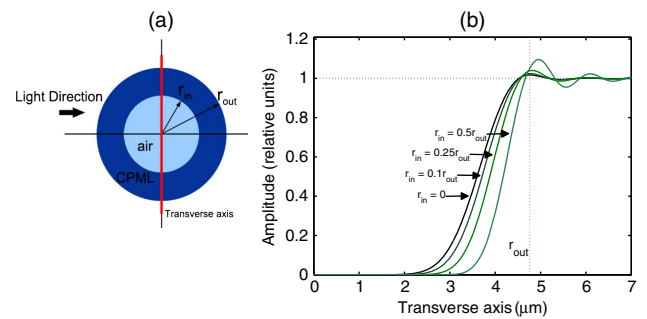 (a)
Light Direction
r_in
r_out
air
CPML
Transverse axis
(b)
Amplitude (relative units)
1.2
1
0.8
0.6
0.4
0.2
0
r_in = 0.5r_out
r_in = 0.25r_out
r_in = 0.1r_out
r_in = 0
r_out
0 1 2 3 4 5 6 7
Transverse axis (μm)